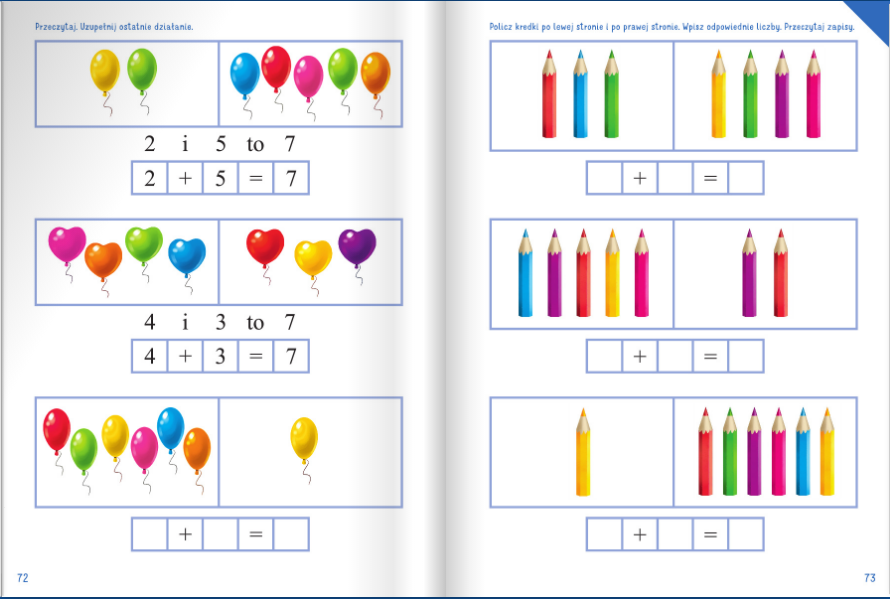 Przeczytaj. Uzupełnij ostatnie działanie.
2 i 5 to 7
2 + 5 = 7
4 i 3 to 7
4 + 3 = 7
+ =
72
Policz kredki po lewej stronie i po prawej stronie. Wpisz odpowiednie liczby. Przeczytaj zapisy.
+ =
+ =
+ =
73